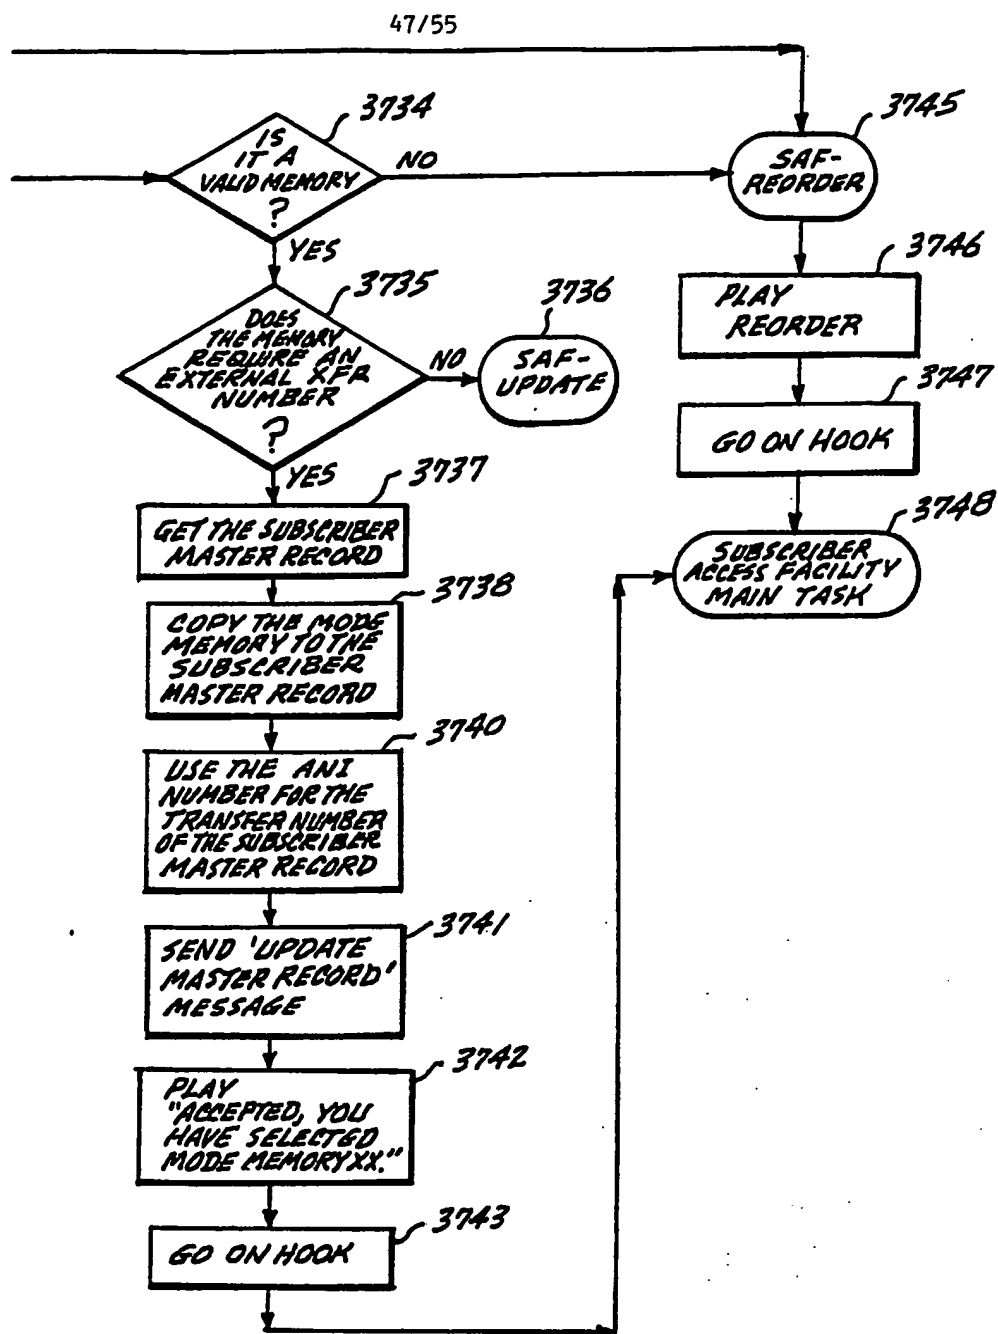 47/55
3734
IS
IT A
VALID MEMORY
?
NO
YES
3735
DOES
THE MEMORY
REQUIRE AN
EXTERNAL XFR
NUMBER
?
NO
YES
3736
SAF-
UPDATE
3737
GET THE SUBSCRIBER
MASTER RECORD
3738
COPY THE MODE
MEMORY TO THE
SUBSCRIBER
MASTER RECORD
3740
USE THE ANI
NUMBER FOR THE
TRANSFER NUMBER
OF THE SUBSCRIBER
MASTER RECORD
3741
SEND 'UPDATE
MASTER RECORD'
MESSAGE
3742
PLAY
"ACCEPTED, YOU
HAVE SELECTED
MODE MEMORY XX."
3743
GO ON HOOK
3745
SAF-
REORDER
3746
PLAY
REORDER
3747
GO ON HOOK
3748
SUBSCRIBER
ACCESS FACILITY
MAIN TASK